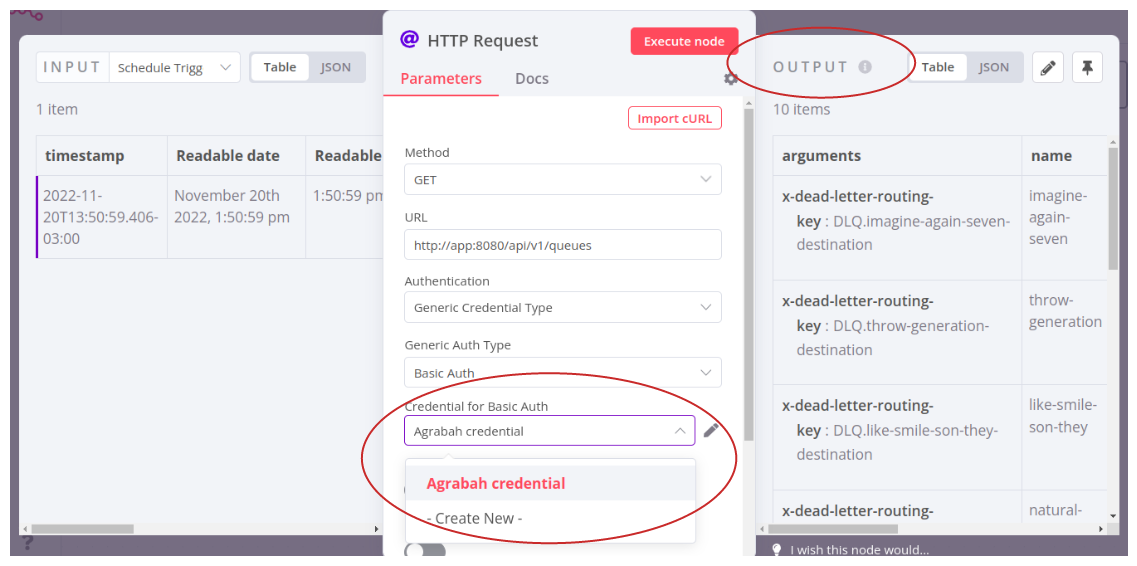 INPUT
Schedule Trigg
Table
JSON
1 item
timestamp
Readable date
Readable
2022-11-
20T13:50:59.406-
03:00
November 20th
2022, 1:50:59 pm
1:50:59 pm
HTTP Request
Execute node
Parameters
Docs
Import cURL
Method
GET
URL
http://app:8080/api/v1/queues
Authentication
Generic Credential Type
Generic Auth Type
Basic Auth
Credential for Basic Auth
Agrabah credential
Agrabah credential
- Create New -
OUTPUT
Table
JSON
10 items
arguments
name
x-dead-letter-routing-
key : DLQ.imagine-again-seven-
destination
imagine-
again-
seven
x-dead-letter-routing-
key : DLQ.throw-generation-
destination
throw-
generation
x-dead-letter-routing-
key : DLQ.like-smile-son-they-
destination
like-smile-
son-they
x-dead-letter-routing-
natural-
I wish this node would...